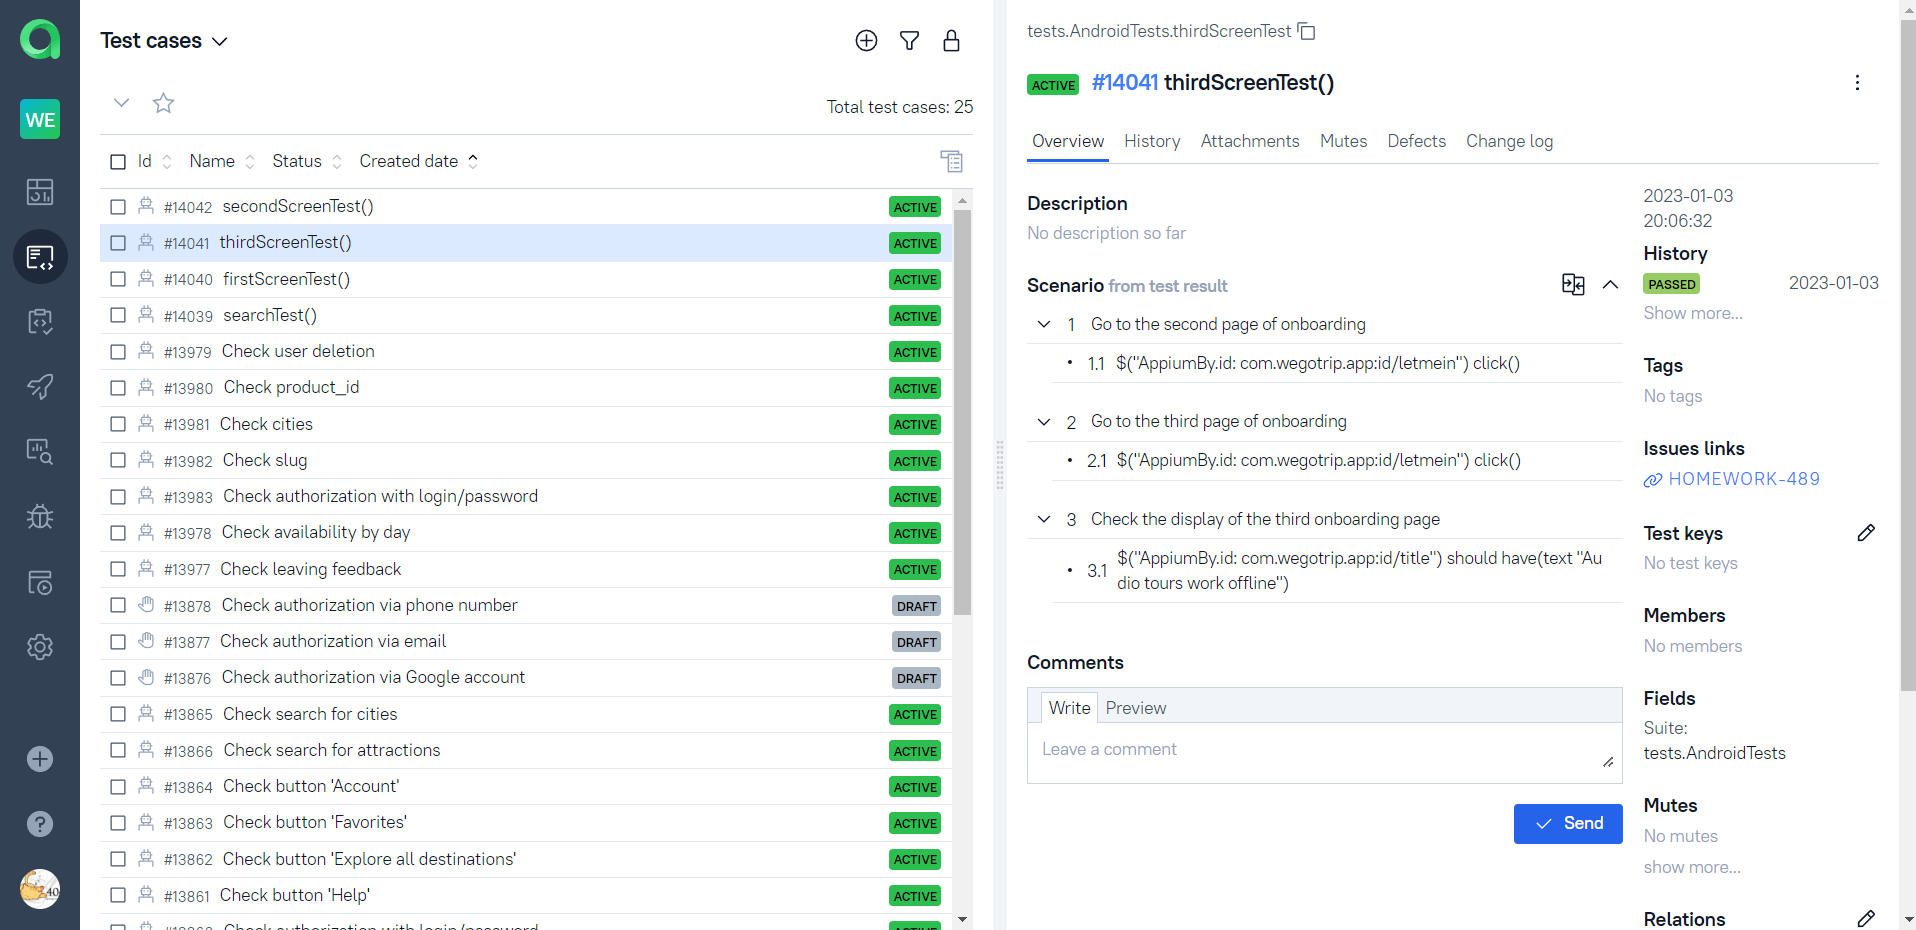 WE
Test cases
Total test cases: 25
Id Name Status Created date
#14042 secondScreenTest() ACTIVE
#14041 thirdScreenTest() ACTIVE
#14040 firstScreenTest() ACTIVE
#14039 searchTest() ACTIVE
#13979 Check user deletion ACTIVE
#13980 Check product_id ACTIVE
#13981 Check cities ACTIVE
#13982 Check slug ACTIVE
#13983 Check authorization with login/password ACTIVE
#13978 Check availability by day ACTIVE
#13977 Check leaving feedback ACTIVE
#13878 Check authorization via phone number DRAFT
#13877 Check authorization via email DRAFT
#13876 Check authorization via Google account DRAFT
#13865 Check search for cities ACTIVE
#13866 Check search for attractions ACTIVE
#13864 Check button 'Account' ACTIVE
#13863 Check button 'Favorites' ACTIVE
#13862 Check button 'Explore all destinations' ACTIVE
#13861 Check button 'Help' ACTIVE
Check authorization with login/password ACTIVE
tests.AndroidTests.thirdScreenTest
ACTIVE #14041 thirdScreenTest()
Overview History Attachments Mutes Defects Change log
Description
No description so far
Scenario from test result
1 Go to the second page of onboarding
• 1.1 $("AppiumBy.id: com.wegotrip.app:id/letmein") click()
2 Go to the third page of onboarding
• 2.1 $("AppiumBy.id: com.wegotrip.app:id/letmein") click()
3 Check the display of the third onboarding page
• 3.1 $("AppiumBy.id: com.wegotrip.app:id/title") should have(text "Au
dio tours work offline")
Comments
Write Preview
Leave a comment
Send
2023-01-03
20:06:32
History
PASSED 2023-01-03
Show more...
Tags
No tags
Issues links
HOMEWORK-489
Test keys
No test keys
Members
No members
Fields
Suite:
tests.AndroidTests
Mutes
No mutes
show more...
Relations
40